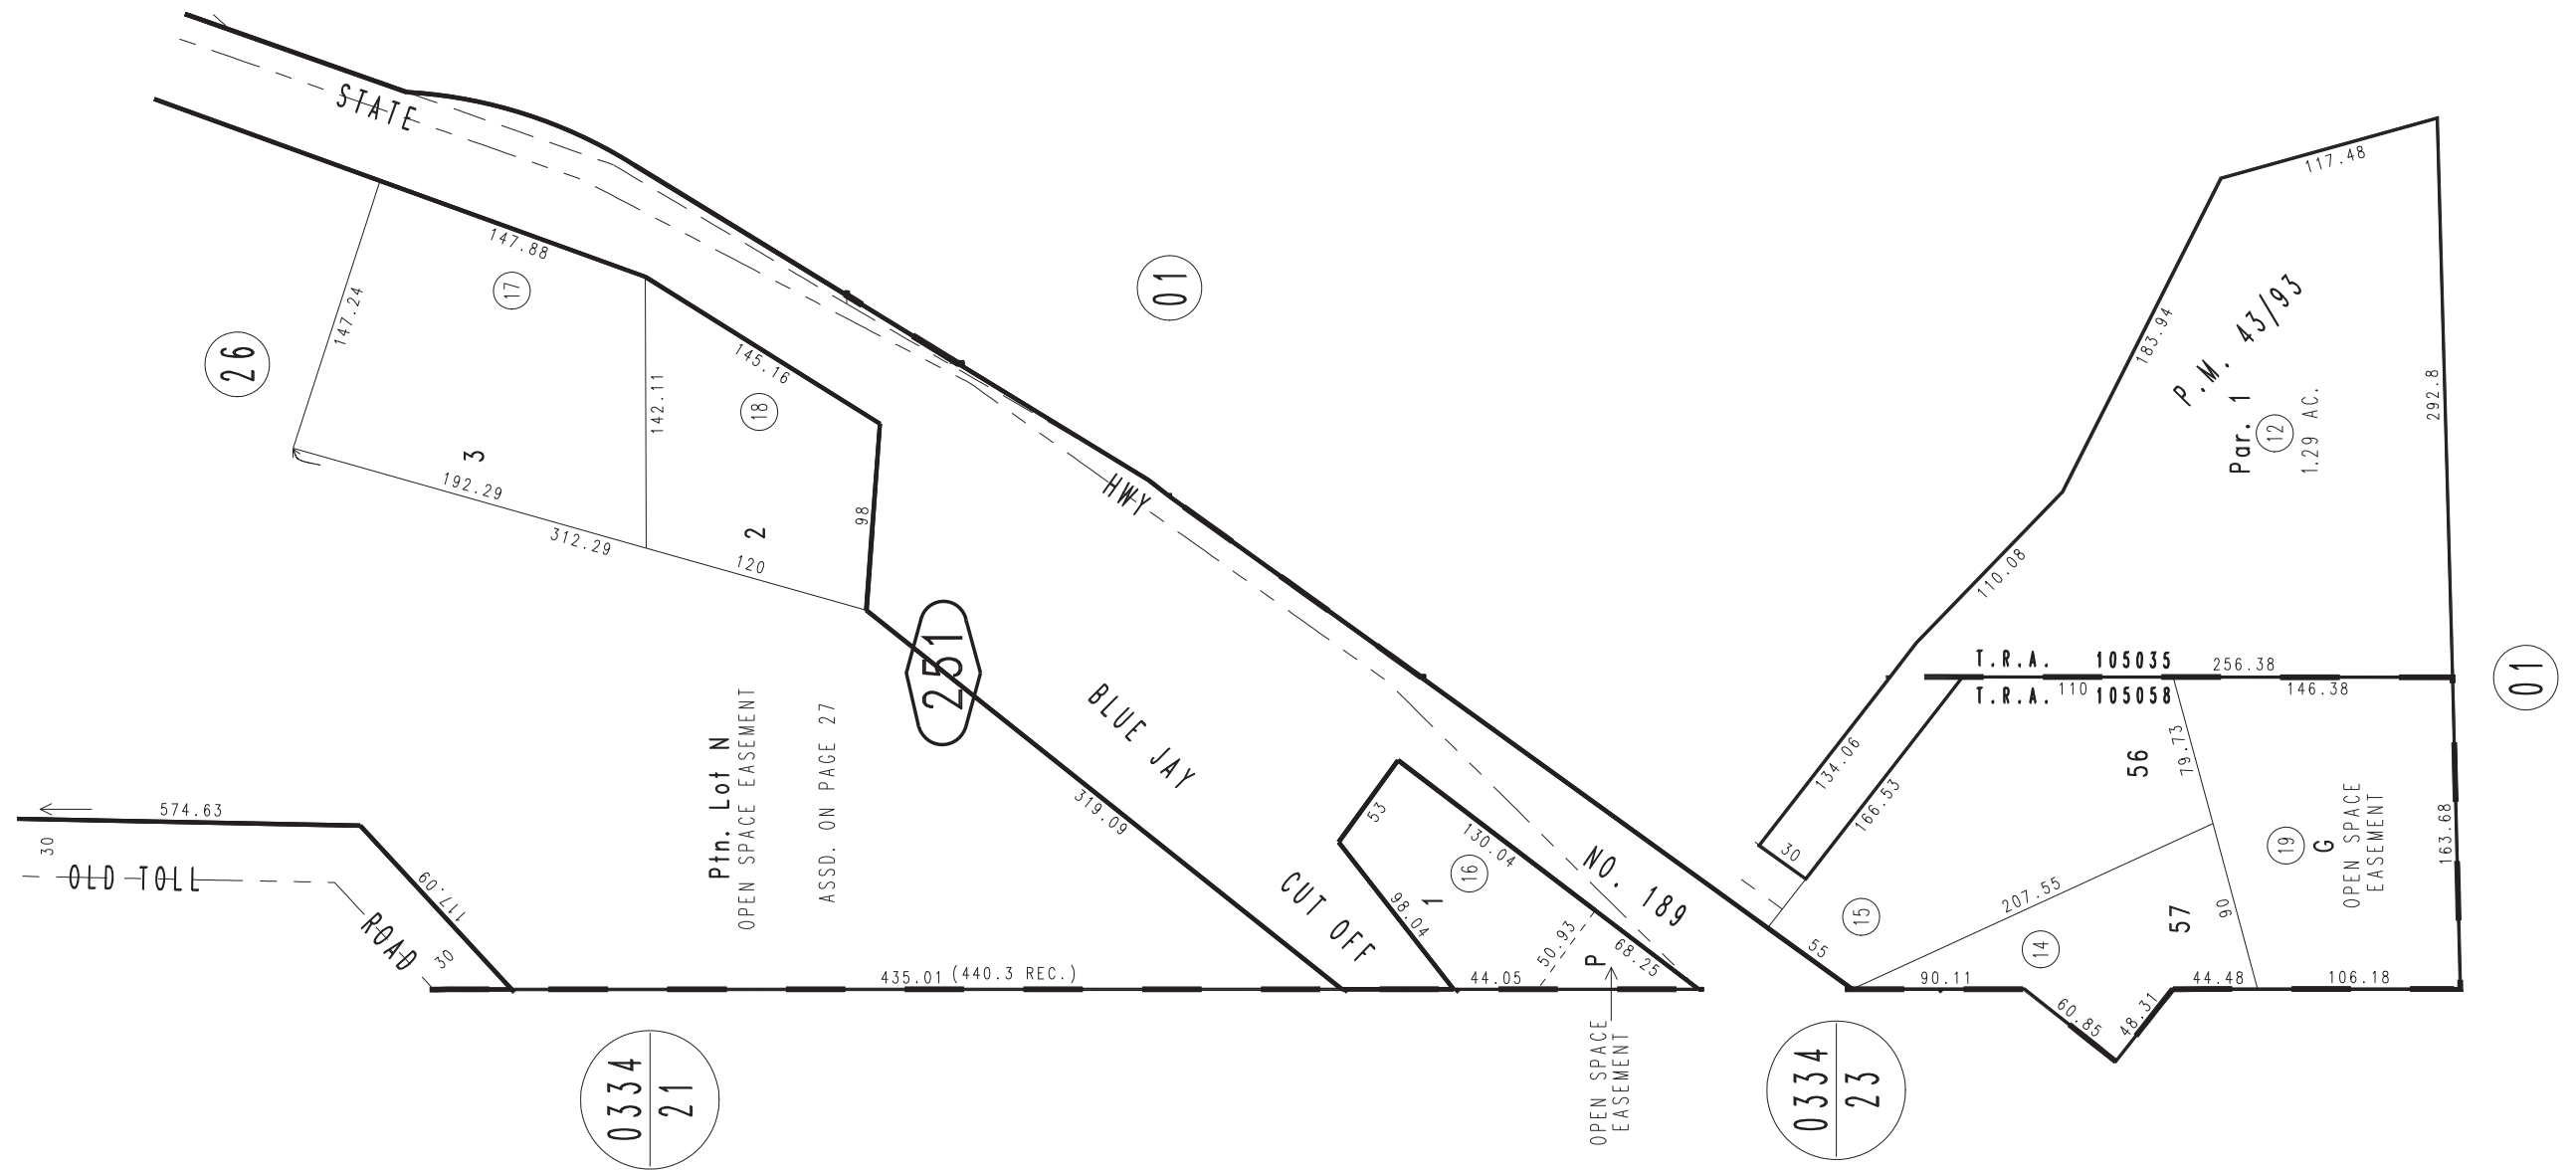 STATE
HWY
NO. 189
147.88
17
147.24
26
3
192.29
312.29
142.11
145.16
18
2
120
98
01
251
BLUE JAY
CUT OFF
319.09
Ptn. Lot N
OPEN SPACE EASEMENT
ASSD. ON PAGE 27
574.63
30
OLD TOLL
ROAD
30
117.09
435.01 (440.3 REC.)
0334
21
53
130.04
16
1
98.04
50.93
P
68.25
44.05
OPEN SPACE
EASEMENT
0334
23
117.48
183.94
P.M. 43/93
Par. 1
12
1.29 AC.
292.8
110.08
T.R.A. 105035
256.38
T.R.A. 105058
110
146.38
01
134.06
166.53
30
55
15
56
79.73
207.55
57
90
14
19
G
OPEN SPACE
EASEMENT
163.68
90.11
60.85
48.31
44.48
106.18